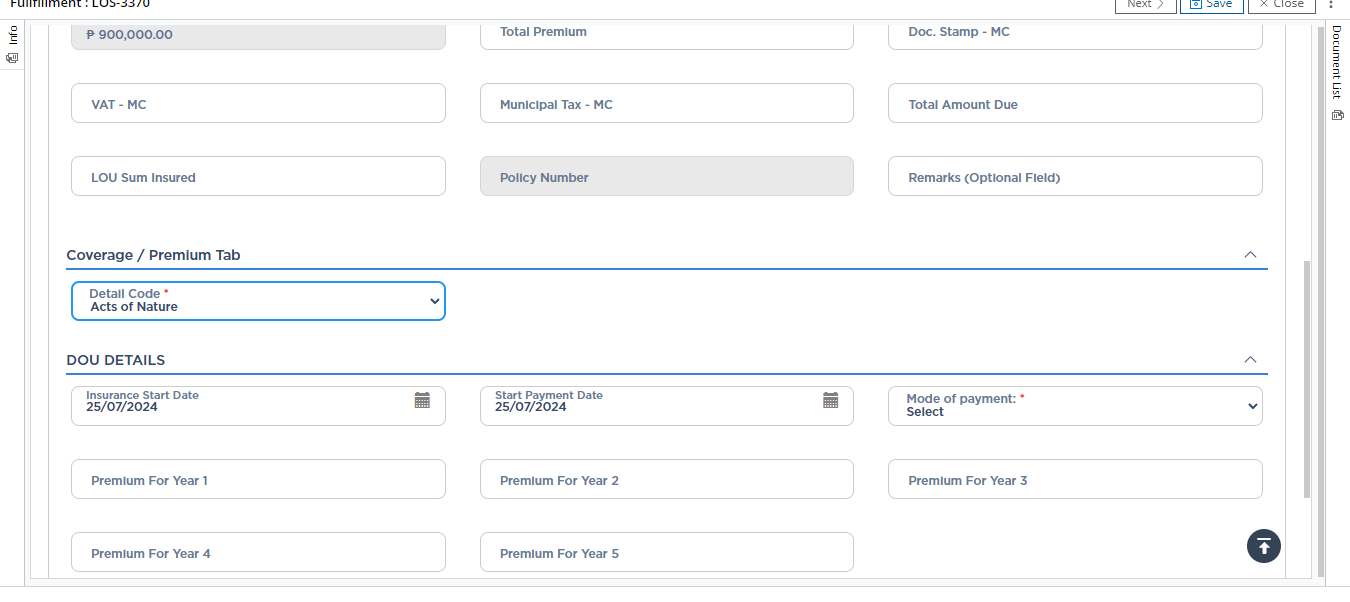 Fulfillment : LOS-3370
Next
Save
Close
Info
Document List
₱ 900,000.00
Total Premium
Doc. Stamp - MC
VAT - MC
Municipal Tax - MC
Total Amount Due
LOU Sum Insured
Policy Number
Remarks (Optional Field)
Coverage / Premium Tab
Detail Code *
Acts of Nature
DOU DETAILS
Insurance Start Date
25/07/2024
Start Payment Date
25/07/2024
Mode of payment: *
Select
Premium For Year 1
Premium For Year 2
Premium For Year 3
Premium For Year 4
Premium For Year 5